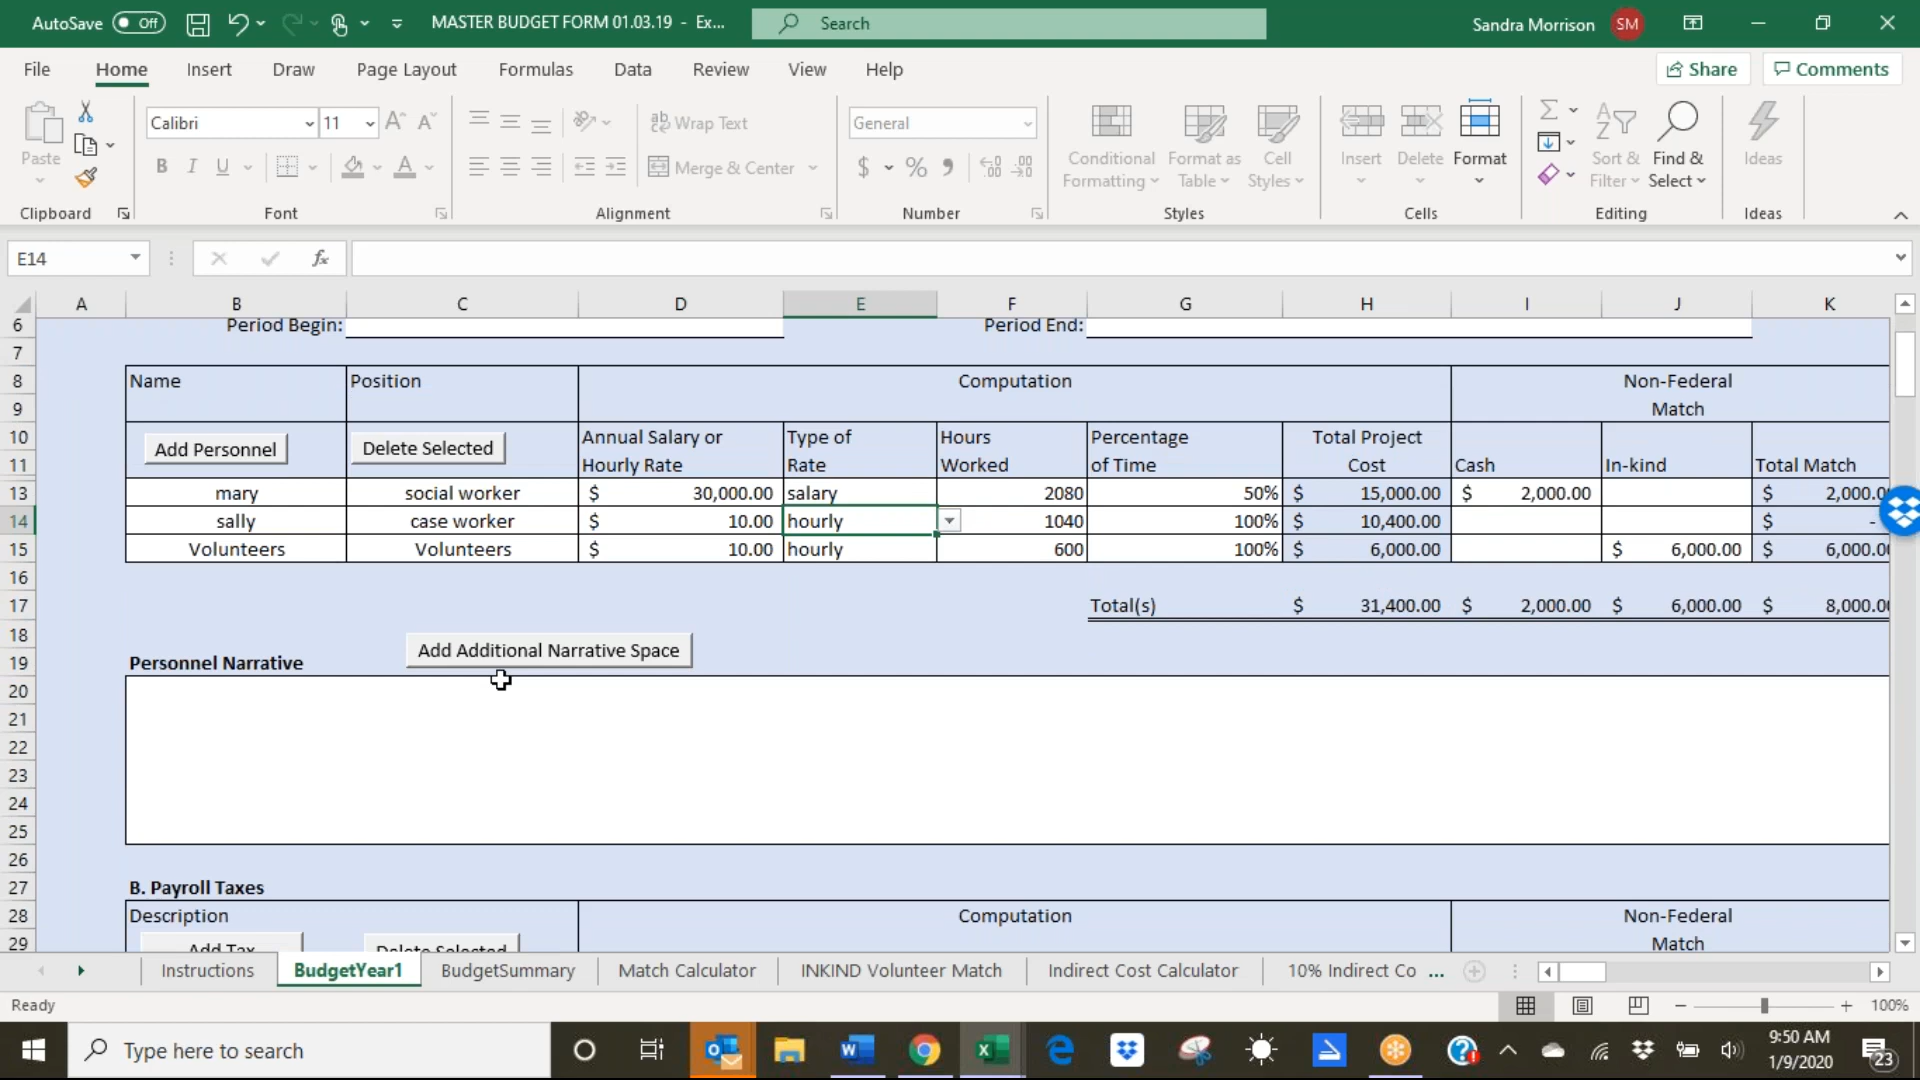 AutoSave Off MASTER BUDGET FORM 01.03.19 - Ex... Search Sandra Morrison SM
File Home Insert Draw Page Layout Formulas Data Review View Help Share Comments
Calibri 11 Wrap Text General
Paste B I U Merge & Center $ % Conditional Formatting Format as Table Cell Styles Insert Delete Format Sort & Filter Find & Select Ideas
Clipboard Font Alignment Number Styles Cells Editing Ideas
E14 fx
A B C D E F G H I J K
6 Period Begin: Period End:
7
8 Name Position Computation Non-Federal
9 Match
10 Add Personnel Delete Selected Annual Salary or Type of Hours Percentage Total Project
11 Hourly Rate Rate Worked of Time Cost Cash In-kind Total Match
13 mary social worker $ 30,000.00 salary 2080 50% $ 15,000.00 $ 2,000.00 $ 2,000.0
14 sally case worker $ 10.00 hourly 1040 100% $ 10,400.00 $ -
15 Volunteers Volunteers $ 10.00 hourly 600 100% $ 6,000.00 $ 6,000.00 $ 6,000.0
16
17 Total(s) $ 31,400.00 $ 2,000.00 $ 6,000.00 $ 8,000.0
18 Add Additional Narrative Space
19 Personnel Narrative
20
21
22
23
24
25
26
27 B. Payroll Taxes
28 Description Computation Non-Federal
29 Add Tax Delete Selected Match
Instructions BudgetYear1 BudgetSummary Match Calculator INKIND Volunteer Match Indirect Cost Calculator 10% Indirect Co ...
Ready 100%
Type here to search 9:50 AM
1/9/2020 23